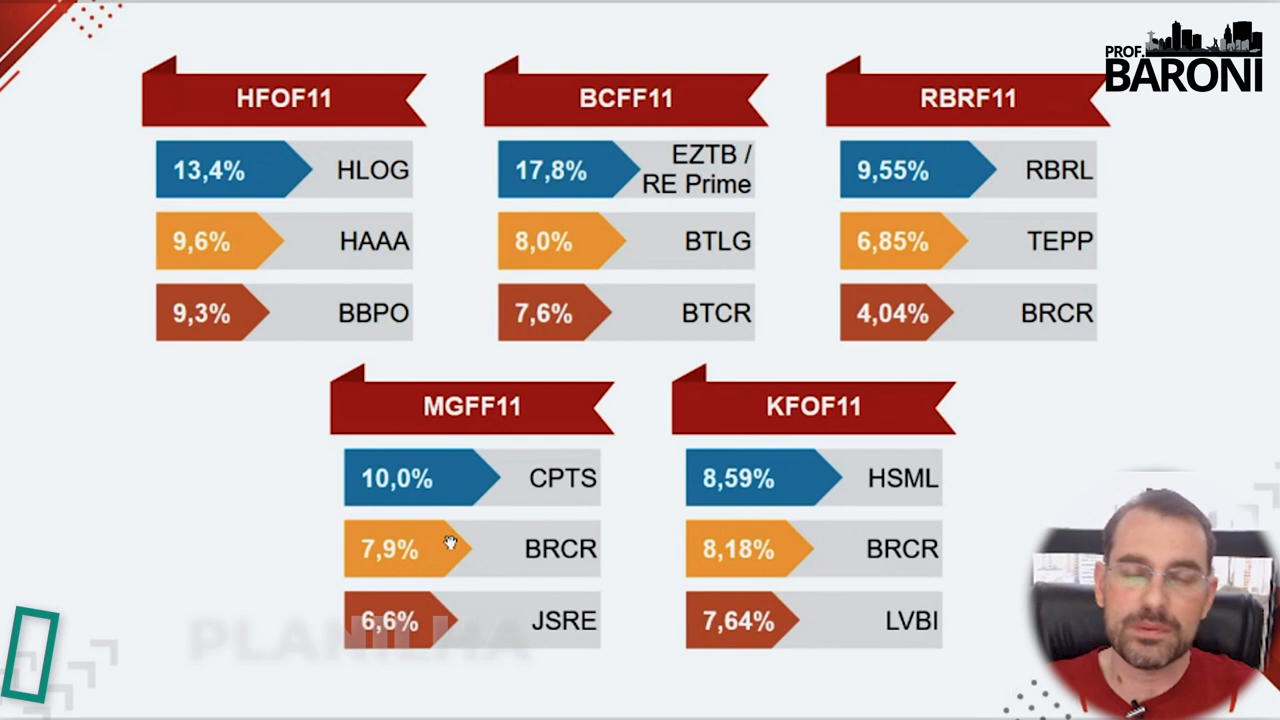 PROF.
BARONI
HFOF11
13,4% HLOG
9,6% HAAA
9,3% BBPO
BCFF11
17,8% EZTB /
RE Prime
8,0% BTLG
7,6% BTCR
RBRF11
9,55% RBRL
6,85% TEPP
4,04% BRCR
MGFF11
10,0% CPTS
7,9% BRCR
6,6% JSRE
KFOF11
8,59% HSML
8,18% BRCR
7,64% LVBI
PLANILHA